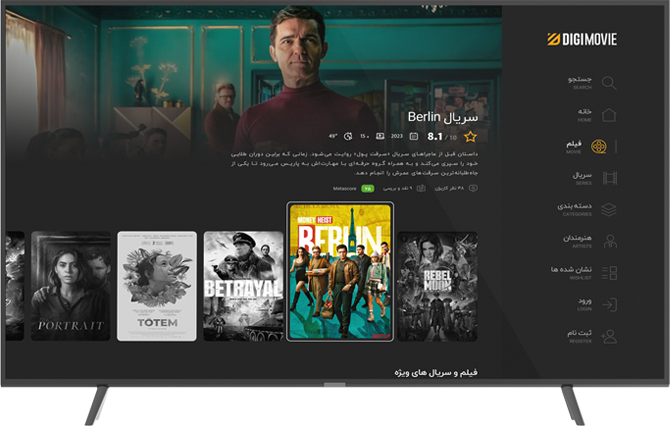 DIGIMOVIE
جستجو
SEARCH
خانه
HOME
فیلم
MOVIE
سریال
SERIES
دسته بندی
CATEGORIES
هنرمندان
ARTISTS
نشان شده ها
WISHLIST
ورود
LOGIN
ثبت نام
REGISTER
سریال Berlin
8.1 / 10 2023 15+ 49"
داستان قبل از ماجراهای سریال «سرقت پول» روایت می‌شود. زمانی که برلین دوران طلایی
خود را سپری می‌کند و به همراه گروه حرفه‌ای با مهارت‌اش به پاریس می‌رود تا یکی از
جاه‌طلبانه‌ترین سرقت‌های عمرش را انجام دهد.
۴۸ نظر کاربران ۹ نقد و بررسی Metascore
PORTRAIT
TÓTEM
BETRAYAL
MONEY HEIST
BERLIN
NETFLIX
REBEL
MOON
فیلم و سریال های ویژه